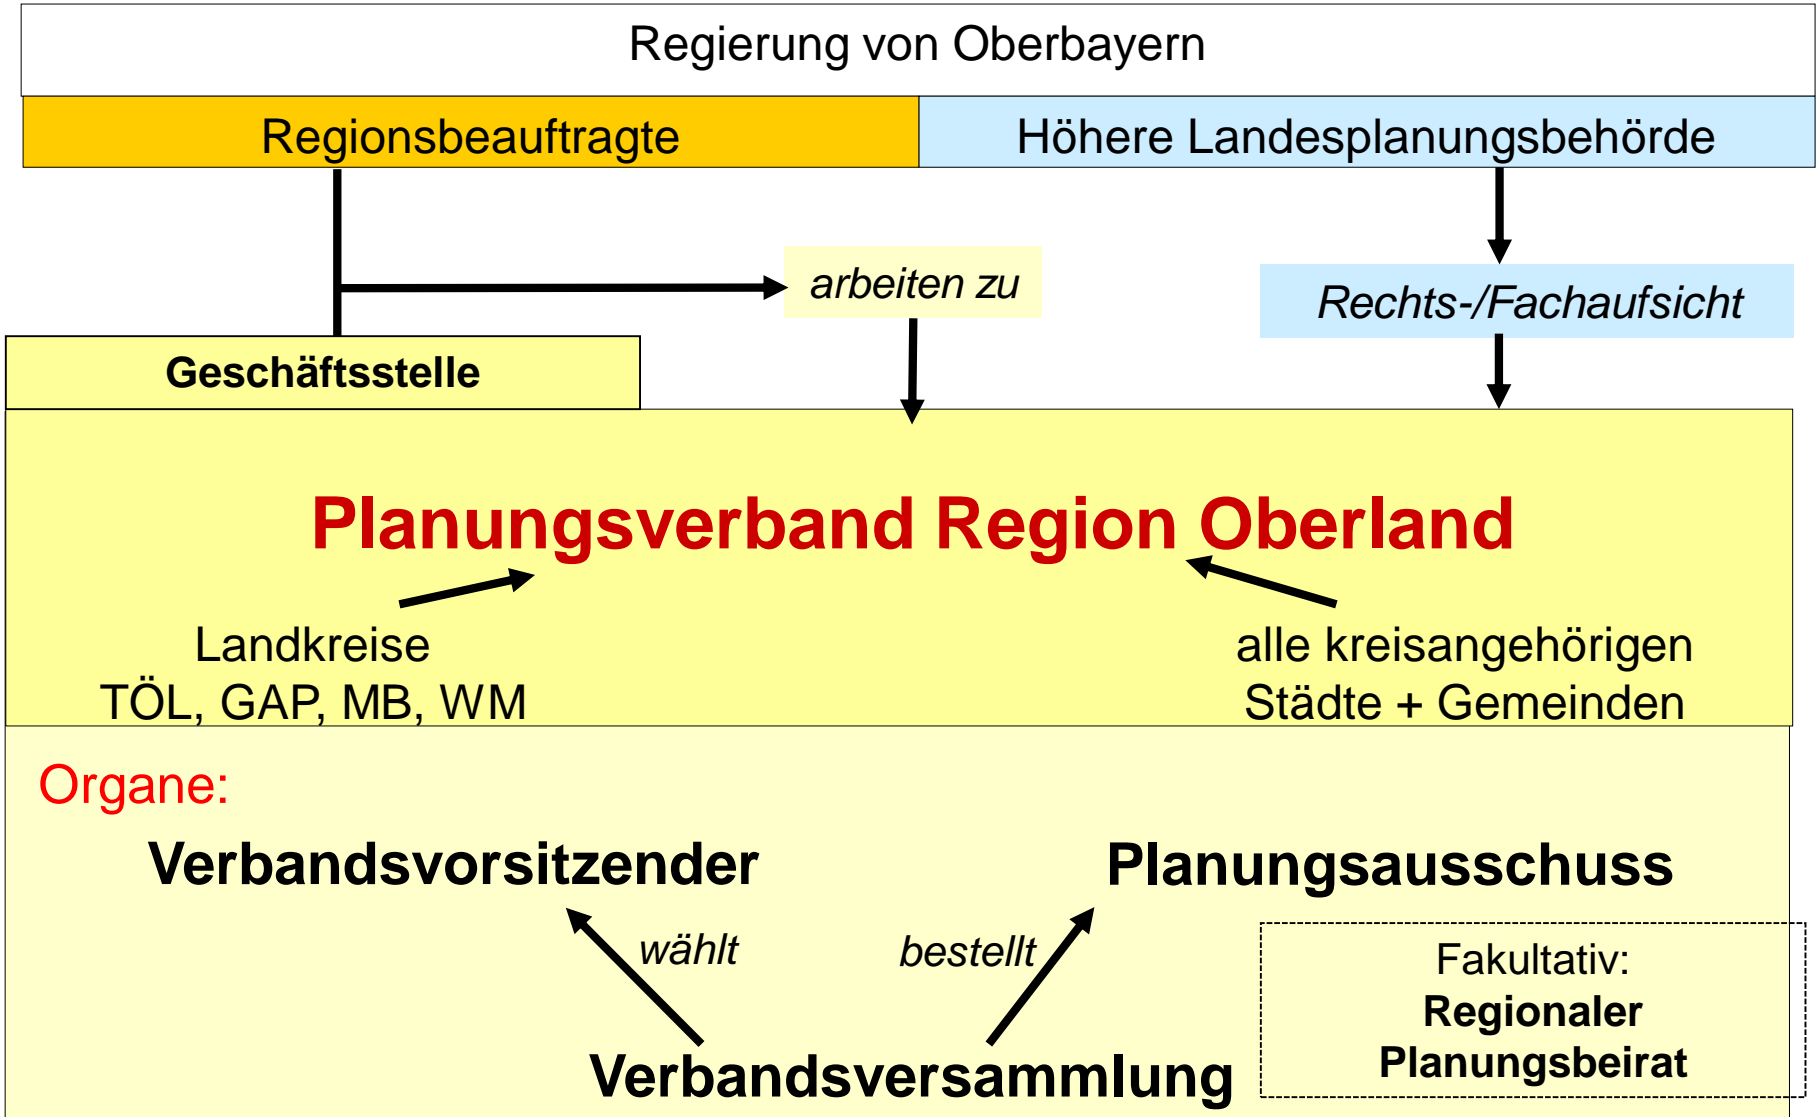 Regierung von Oberbayern
Regionsbeauftragte
Höhere Landesplanungsbehörde
arbeiten zu
Rechts-/Fachaufsicht
Geschäftsstelle
Planungsverband Region Oberland
Landkreise
TÖL, GAP, MB, WM
alle kreisangehörigen
Städte + Gemeinden
Organe:
Verbandsvorsitzender
Planungsausschuss
wählt
bestellt
Verbandsversammlung
Fakultativ:
Regionaler
Planungsbeirat